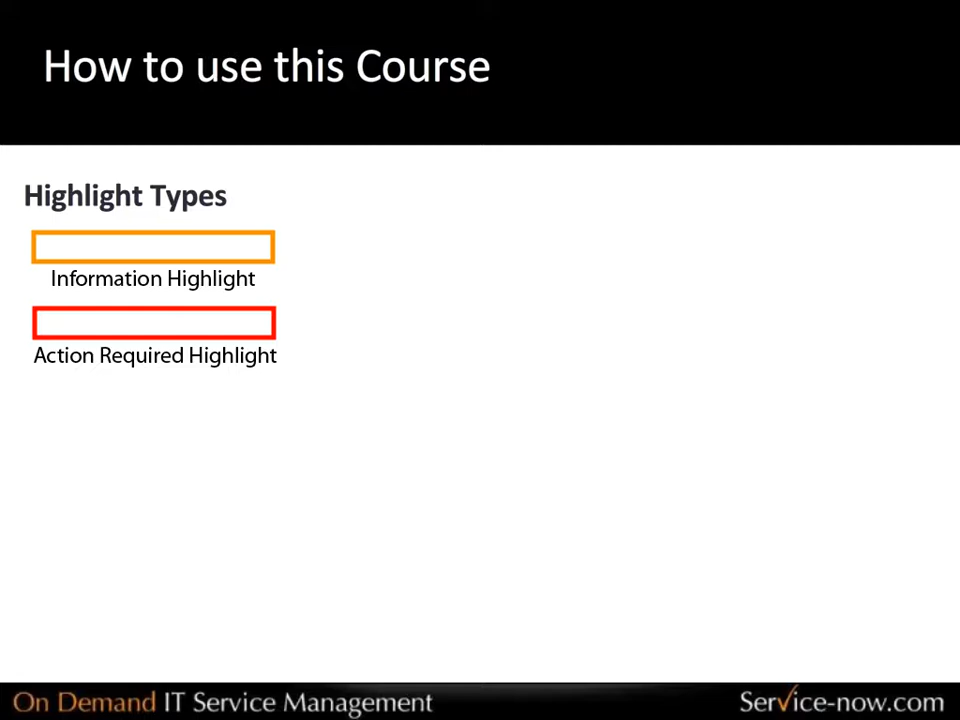 How to use this Course
Highlight Types
Information Highlight
Action Required Highlight
On Demand IT Service Management
Service-now.com